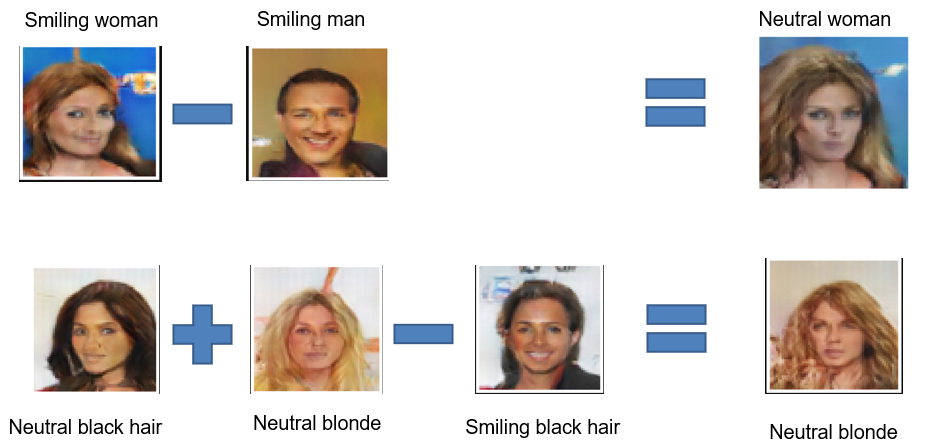 Smiling woman
Smiling man
Neutral woman
Neutral black hair
Neutral blonde
Smiling black hair
Neutral blonde